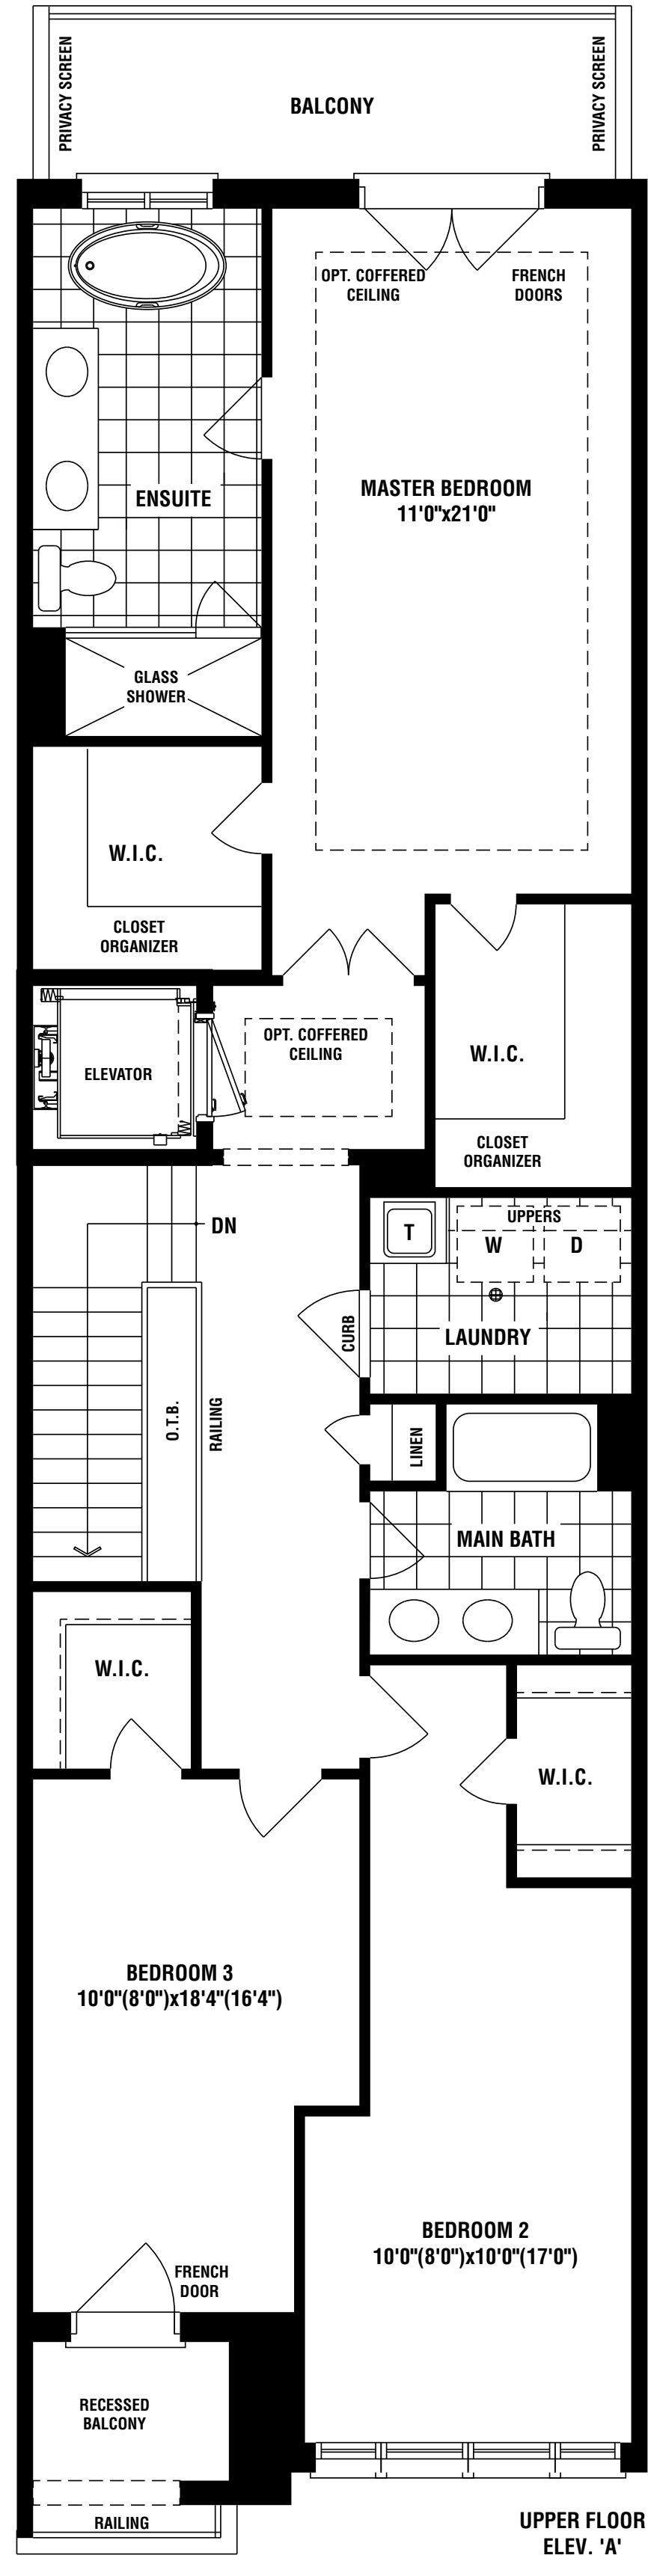 PRIVACY SCREEN
BALCONY
PRIVACY SCREEN
OPT. COFFERED
CEILING
FRENCH
DOORS
MASTER BEDROOM
11'0"x21'0"
ENSUITE
GLASS
SHOWER
W.I.C.
CLOSET
ORGANIZER
OPT. COFFERED
CEILING
ELEVATOR
W.I.C.
CLOSET
ORGANIZER
DN
T
UPPERS
W
D
CURB
LAUNDRY
O.T.B.
RAILING
LINEN
MAIN BATH
W.I.C.
W.I.C.
BEDROOM 3
10'0"(8'0")x18'4"(16'4")
BEDROOM 2
10'0"(8'0")x10'0"(17'0")
FRENCH
DOOR
RECESSED
BALCONY
RAILING
UPPER FLOOR
ELEV. 'A'